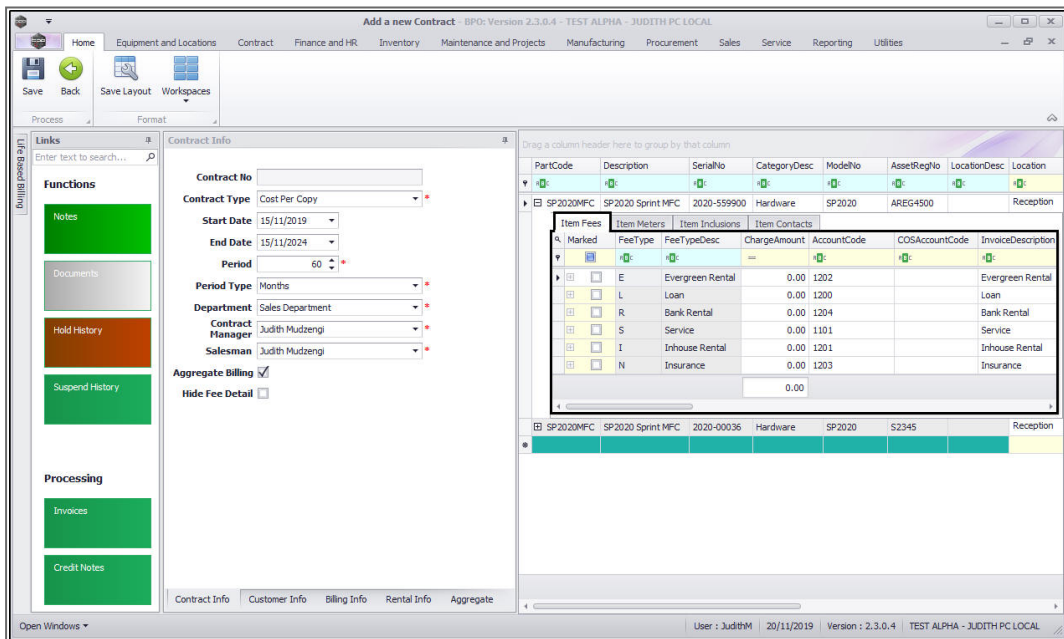 Add a new Contract - BPO: Version 2.3.0.4 - TEST ALPHA - JUDITH PC LOCAL
Home Equipment and Locations Contract Finance and HR Inventory Maintenance and Projects Manufacturing Procurement Sales Service Reporting Utilities
Save Back Save Layout Workspaces
Process Format
Life Based Billing
Links
Enter text to search...
Functions
Notes
Documents
Hold History
Suspend History
Processing
Invoices
Credit Notes
Contract Info
Contract No
Contract Type Cost Per Copy *
Start Date 15/11/2019
End Date 15/11/2024
Period 60 *
Period Type Months *
Department Sales Department *
Contract
Manager Judith Mudzengi *
Salesman Judith Mudzengi *
Aggregate Billing
Hide Fee Detail
Contract Info Customer Info Billing Info Rental Info Aggregate
Drag a column header here to group by that column
PartCode Description SerialNo CategoryDesc ModelNo AssetRegNo LocationDesc Location
SP2020MFC SP2020 Sprint MFC 2020-559900 Hardware SP2020 AREG4500 Reception
Item Fees Item Meters Item Inclusions Item Contacts
Marked FeeType FeeTypeDesc ChargeAmount AccountCode COSAccountCode InvoiceDescription
=
E Evergreen Rental 0.00 1202 Evergreen Rental
L Loan 0.00 1200 Loan
R Bank Rental 0.00 1204 Bank Rental
S Service 0.00 1101 Service
I Inhouse Rental 0.00 1201 Inhouse Rental
N Insurance 0.00 1203 Insurance
0.00
SP2020MFC SP2020 Sprint MFC 2020-00036 Hardware SP2020 S2345 Reception
Open Windows User : JudithM 20/11/2019 Version : 2.3.0.4 TEST ALPHA - JUDITH PC LOCAL